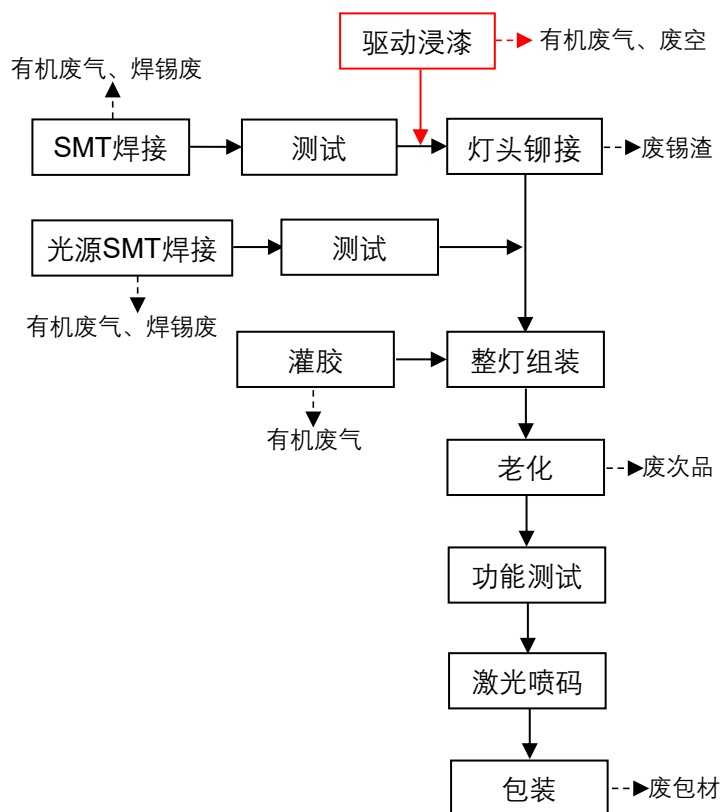 驱动浸漆
有机废气、废空
有机废气、焊锡废
SMT焊接
测试
灯头铆接
废锡渣
光源SMT焊接
测试
有机废气、焊锡废
灌胶
整灯组装
有机废气
老化
废次品
功能测试
激光喷码
包装
废包材